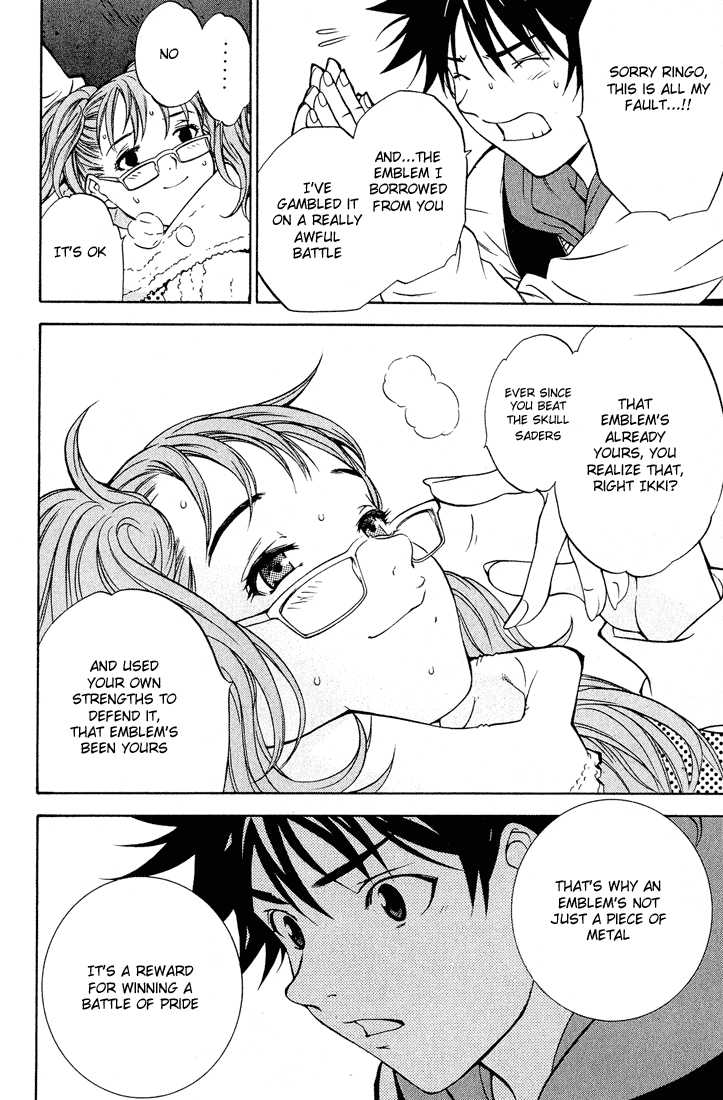 SORRY RINGO,
THIS IS ALL MY
FAULT...!!
AND...THE
EMBLEM I
BORROWED
FROM YOU
I'VE
GAMBLED IT
ON A REALLY
AWFUL
BATTLE
......
NO
IT'S OK
THAT
EMBLEM'S
ALREADY
YOURS, YOU
REALIZE THAT,
RIGHT IKKI?
EVER SINCE
YOU BEAT
THE SKULL
SADERS
AND USED
YOUR OWN
STRENGTHS TO
DEFEND IT,
THAT EMBLEM'S
BEEN YOURS
THAT'S WHY AN
EMBLEM'S NOT
JUST A PIECE OF
METAL
IT'S A REWARD
FOR WINNING A
BATTLE OF PRIDE